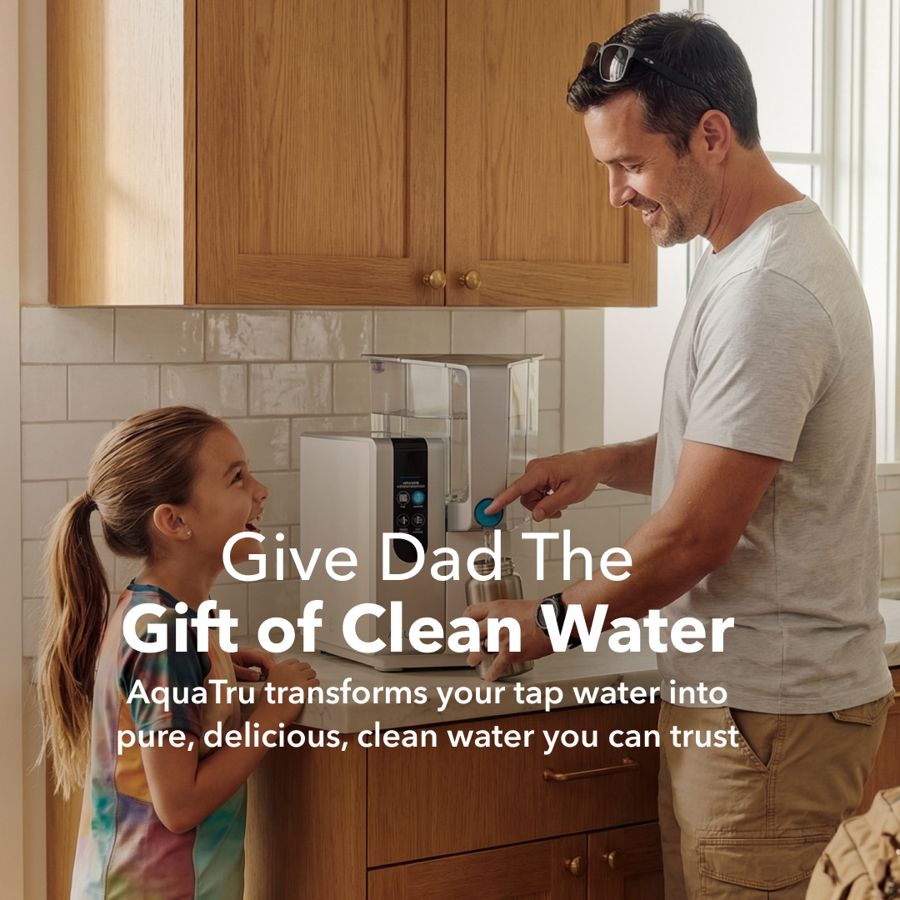 Give Dad The
Gift of Clean Water
AquaTru transforms your tap water into
pure, delicious, clean water you can trust